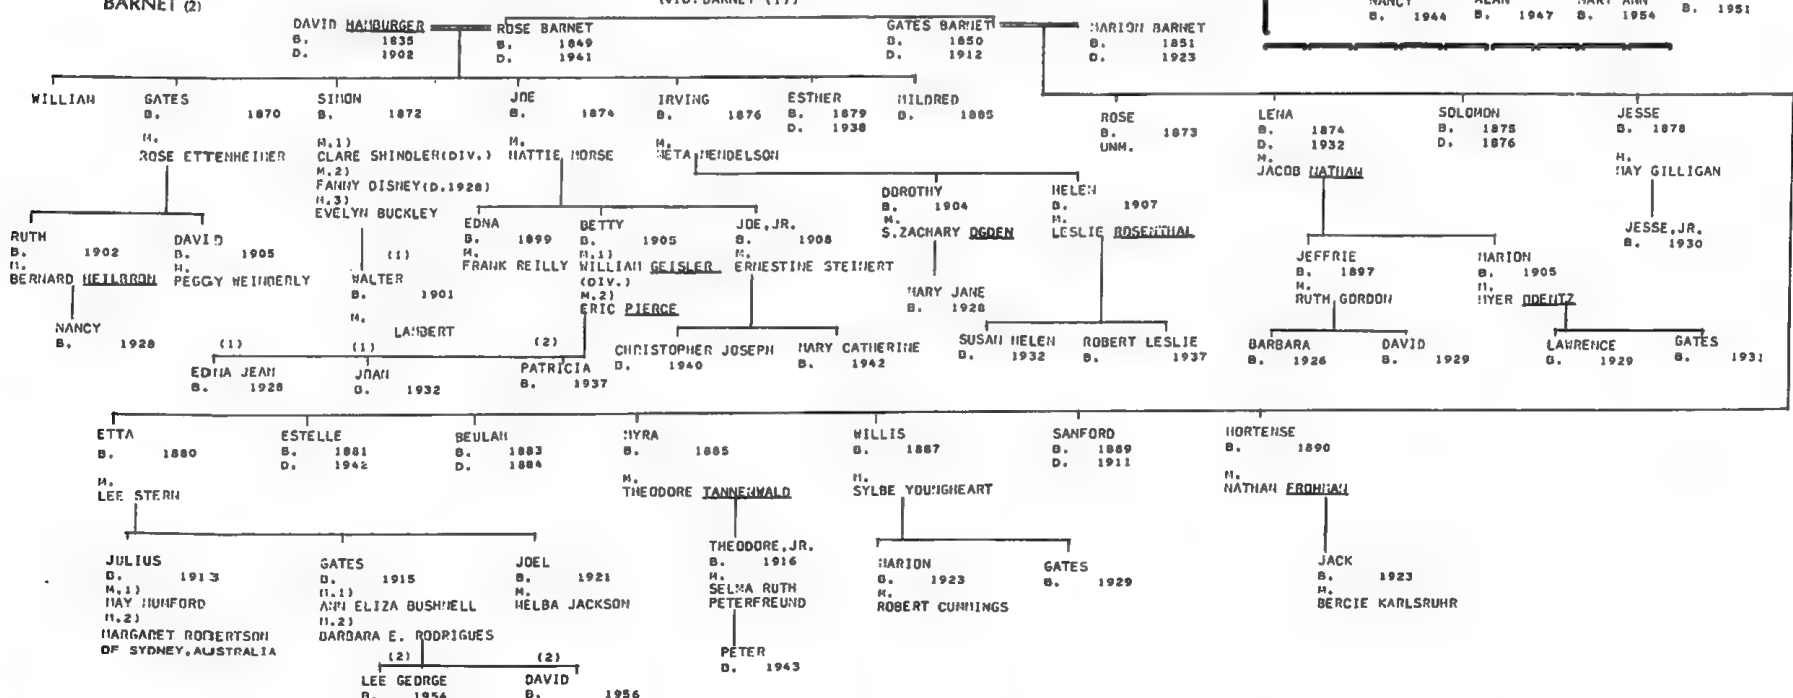 BARNET (2)
NANCY
B. 1944
ALAN
B. 1947
MARY ANN
B. 1954
B. 1951
DAVID HAMBURGER
B. 1835
D. 1902
ROSE BARNET
B. 1849
D. 1941
GATES BARNET
B. 1850
D. 1912
MARION BARNET
B. 1851
D. 1923
WILLIAM
GATES
B. 1870
M.
ROSE ETTENHEIMER
SIMON
B. 1872
M.1)
CLARE SHINDLER(DIV.)
M.2)
FANNY DISNEY(D.1928)
M.3)
EVELYN BUCKLEY
JOE
B. 1874
M.
MATTIE MORSE
IRVING
B. 1876
M.
META MENDELSON
ESTHER
B. 1879
D. 1938
MILDRED
B. 1885
ROSE
B. 1873
UNM.
LENA
B. 1874
D. 1932
M.
JACOB NATHAN
SOLOMON
B. 1875
D. 1876
JESSE
B. 1878
M.
MAY GILLIGAN
RUTH
B. 1902
M.
BERNARD HEILBRON
DAVID
B. 1905
M.
PEGGY WEINDERLY
(1)
WALTER
B. 1901
M.
LAMBERT
EDNA
B. 1899
M.
FRANK REILLY
BETTY
B. 1905
M.1)
WILLIAM GEISLER
(DIV.)
M.2)
ERIC PIERCE
JOE,JR.
B. 1908
M.
ERNESTINE STEINERT
DOROTHY
B. 1904
M.
S.ZACHARY OGDEN
HELEN
B. 1907
M.
LESLIE ROSENTHAL
JEFFRIE
B. 1897
M.
RUTH GORDON
MARION
B. 1905
M.
MYER ODENTZ
JESSE,JR.
B. 1930
NANCY
B. 1928
(1)
EDNA JEAN
B. 1928
(1)
JOAN
B. 1932
(2)
PATRICIA
B. 1937
CHRISTOPHER JOSEPH
B. 1940
MARY CATHERINE
B. 1942
MARY JANE
B. 1928
SUSAN HELEN
B. 1932
ROBERT LESLIE
B. 1937
BARBARA
B. 1926
DAVID
B. 1929
LAWRENCE
B. 1929
GATES
B. 1931
ETTA
B. 1880
M.
LEE STERN
ESTELLE
B. 1881
D. 1942
BEULAH
B. 1883
D. 1884
MYRA
B. 1885
M.
THEODORE TANNENWALD
WILLIS
B. 1887
M.
SYLBE YOUNGHEART
SANFORD
B. 1889
D. 1911
HORTENSE
B. 1890
M.
NATHAN FROHMAN
JULIUS
B. 1913
M.1)
MAY MUMFORD
M.2)
MARGARET ROBERTSON
OF SYDNEY,AUSTRALIA
GATES
B. 1915
M.1)
ANN ELIZA BUSHNELL
M.2)
BARBARA E. RODRIGUES
JOEL
B. 1921
M.
MELBA JACKSON
THEODORE,JR.
B. 1916
M.
SELMA RUTH
PETERFREUND
MARION
B. 1923
M.
ROBERT CUMMINGS
GATES
B. 1929
JACK
B. 1923
M.
BERCIE KARLSRUHR
(2)
LEE GEORGE
B. 1954
(2)
DAVID
B. 1956
PETER
B. 1943